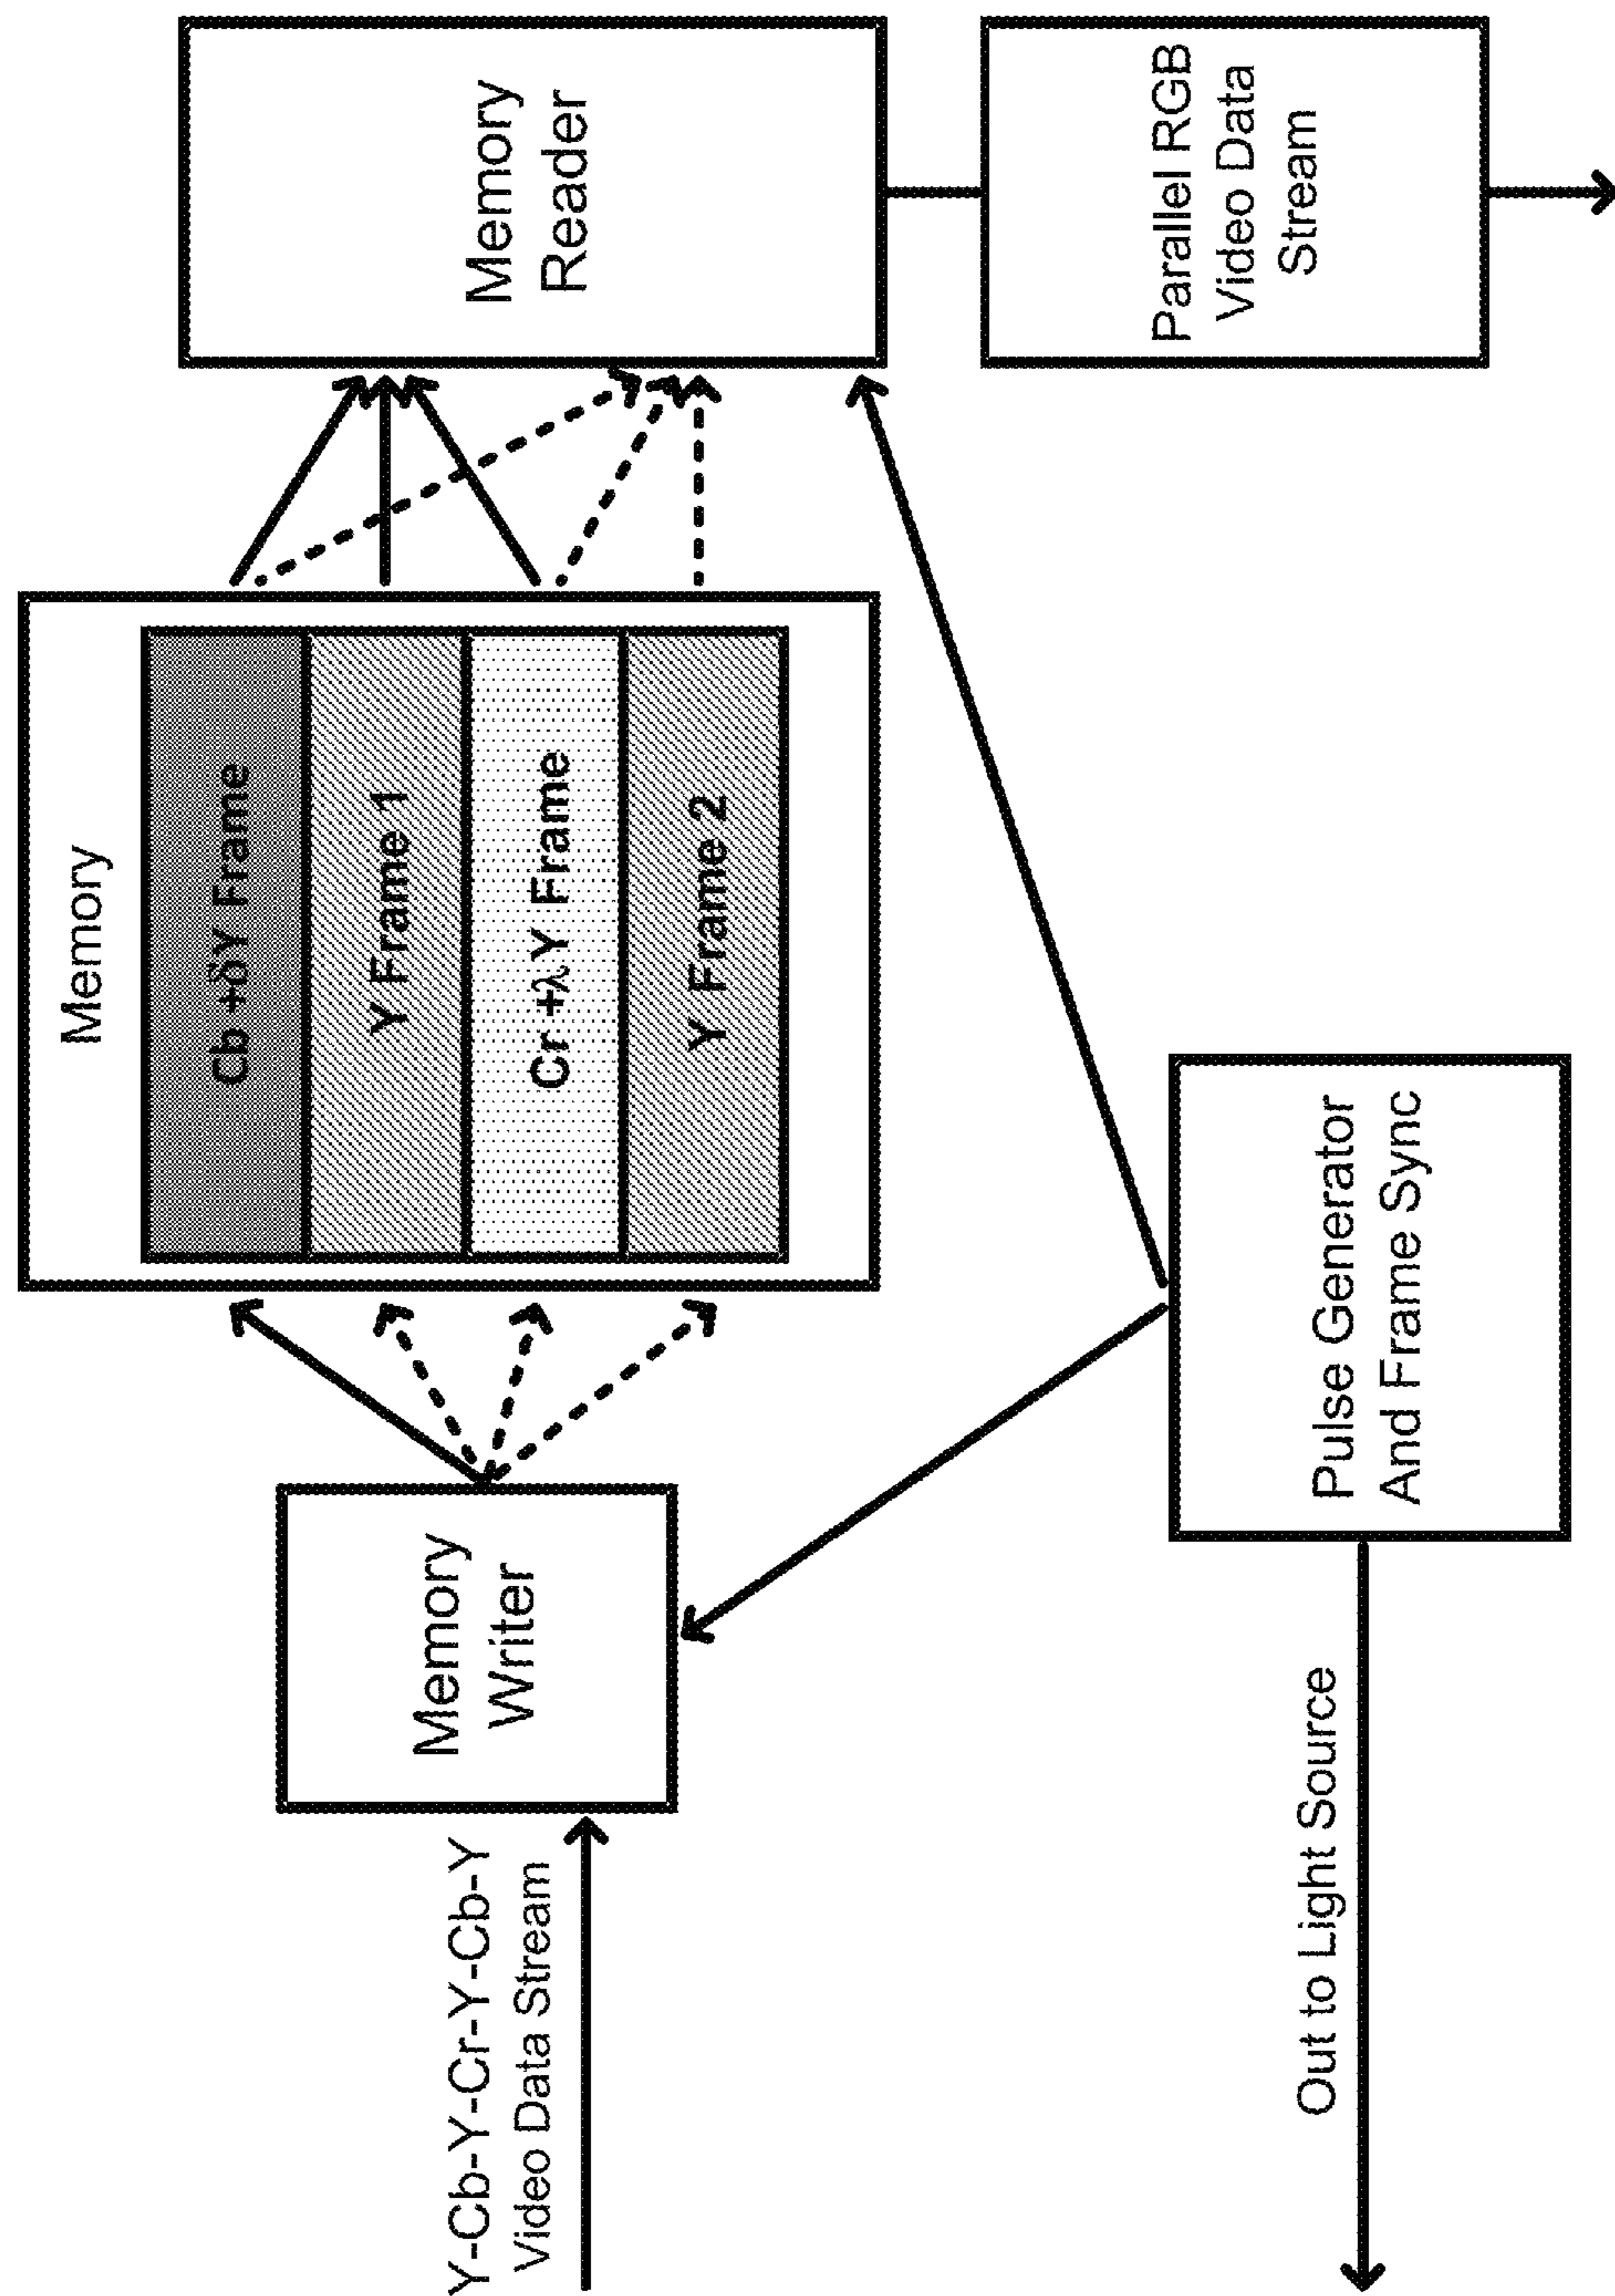 Y-Cb-Y-Cr-Y-Cb-Y
Video Data Stream
Memory
Writer
Memory
Cb +δY Frame
Y Frame 1
Cr +λ Y Frame
Y Frame 2
Memory
Reader
Parallel RGB
Video Data
Stream
Pulse Generator
And Frame Sync
Out to Light Source